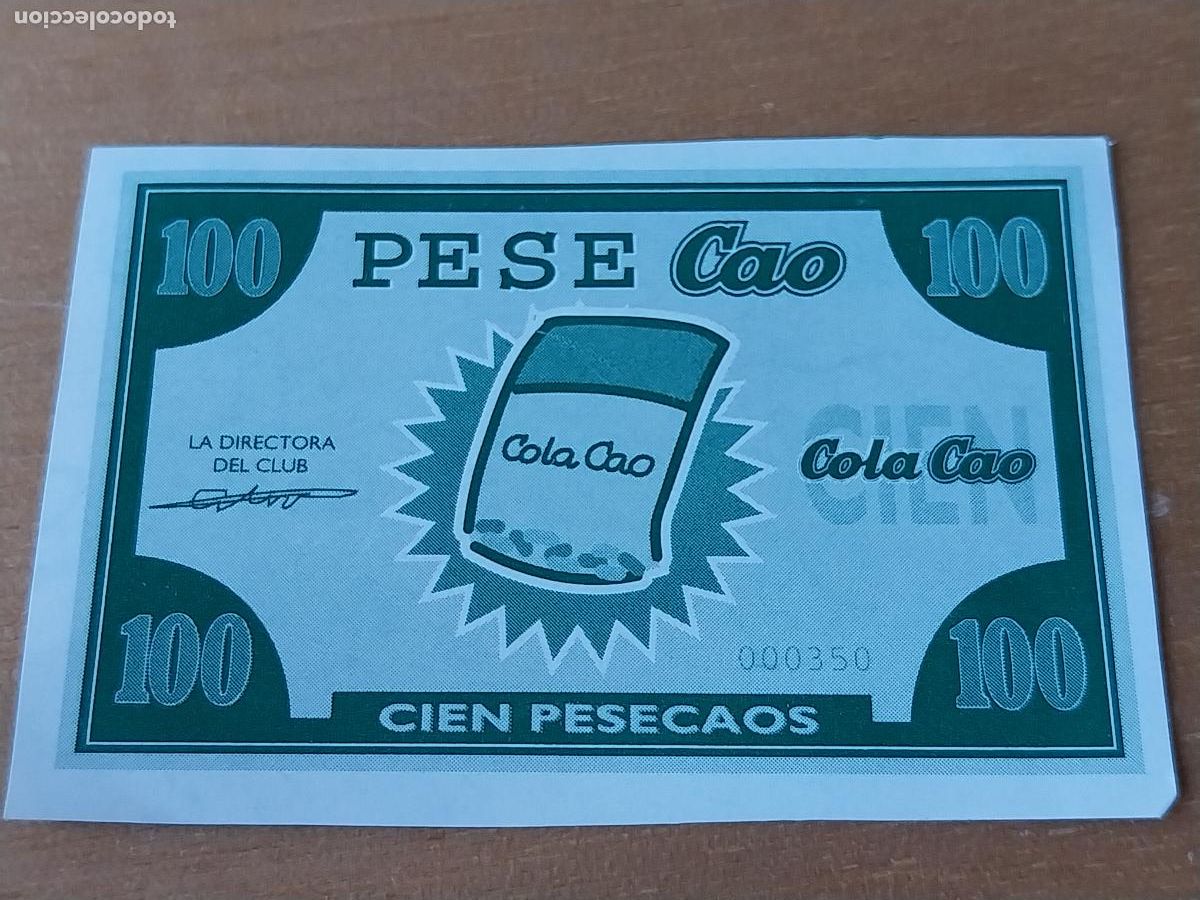 todocoleccion
100 PESE Cao 100
Cola Cao
LA DIRECTORA
DEL CLUB
CIEN
Cola Cao
000350
100 100
CIEN PESECAOS